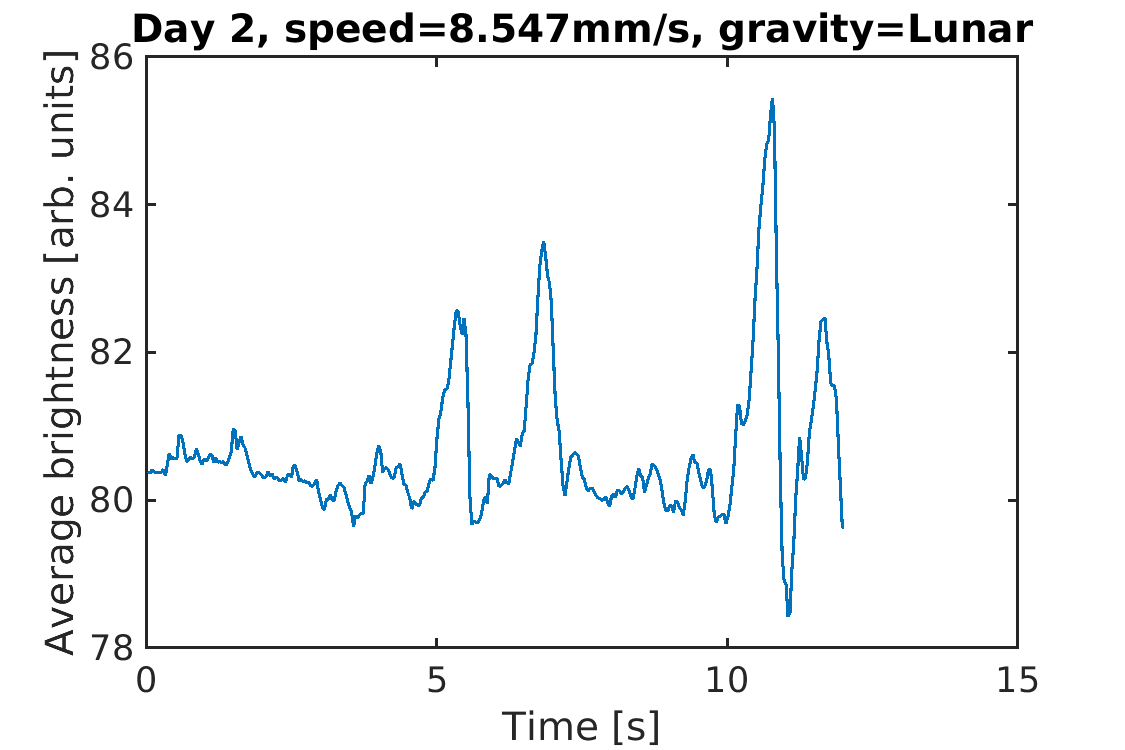 Day 2, speed=8.547mm/s, gravity=Lunar
Average brightness [arb. units]
86
84
82
80
78
0 5 10 15
Time [s]